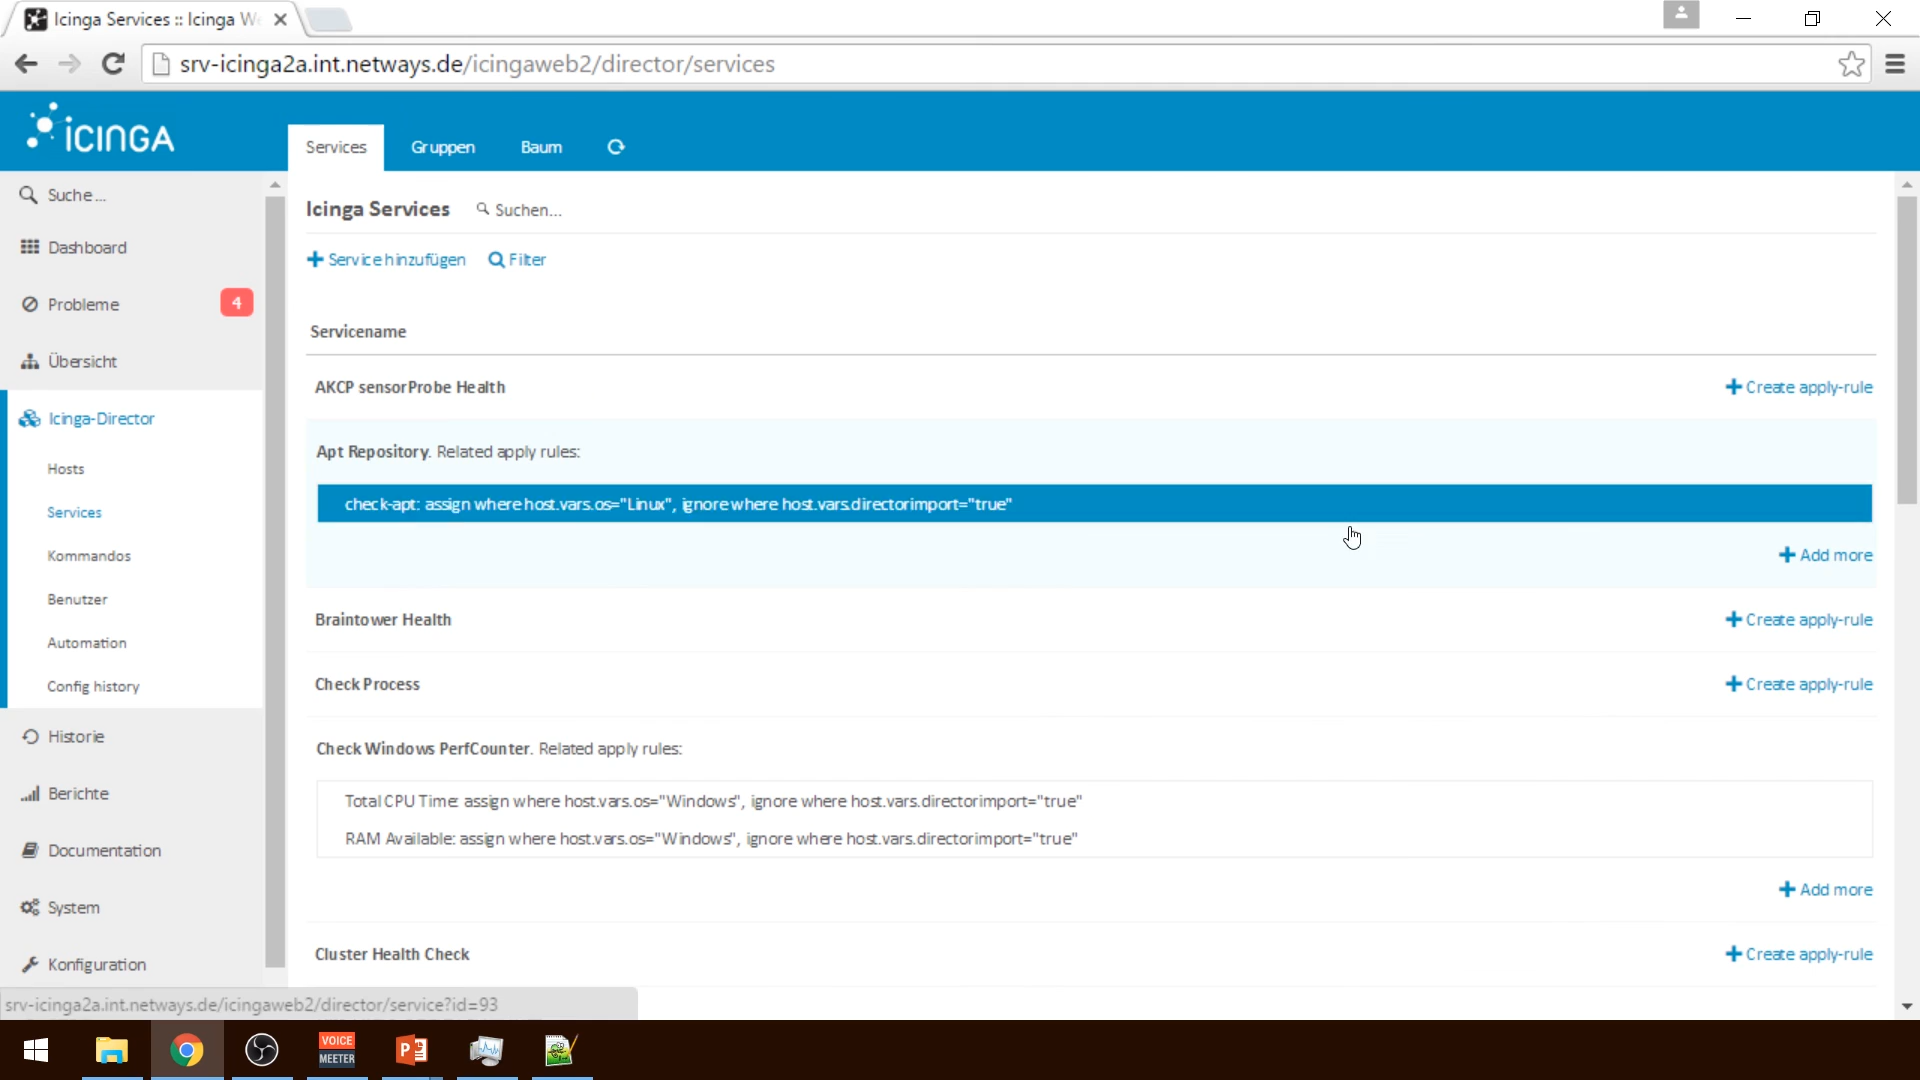 Icinga Services :: Icinga We
srv-icinga2a.int.netways.de/icingaweb2/director/services
ICINGA
Services
Gruppen
Baum
Suche ...
Dashboard
Probleme
4
Übersicht
Icinga-Director
Hosts
Services
Kommandos
Benutzer
Automation
Config history
Historie
Berichte
Documentation
System
Konfiguration
Icinga Services
Suchen...
Service hinzufügen
Filter
Servicename
AKCP sensorProbe Health
Create apply-rule
Apt Repository. Related apply rules:
check-apt: assign where host.vars.os="Linux", ignore where host.vars.directorimport="true"
Add more
Braintower Health
Create apply-rule
Check Process
Create apply-rule
Check Windows PerfCounter. Related apply rules:
Total CPU Time: assign where host.vars.os="Windows", ignore where host.vars.directorimport="true"
RAM Available: assign where host.vars.os="Windows", ignore where host.vars.directorimport="true"
Add more
Cluster Health Check
Create apply-rule
srv-icinga2a.int.netways.de/icingaweb2/director/service?id=93
VOICE
MEETER
P